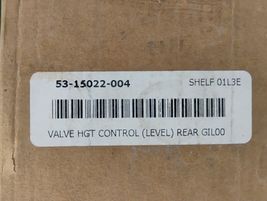 53-15022-004 SHELF 01L3E
VALVE HGT CONTROL (LEVEL) REAR GIL00